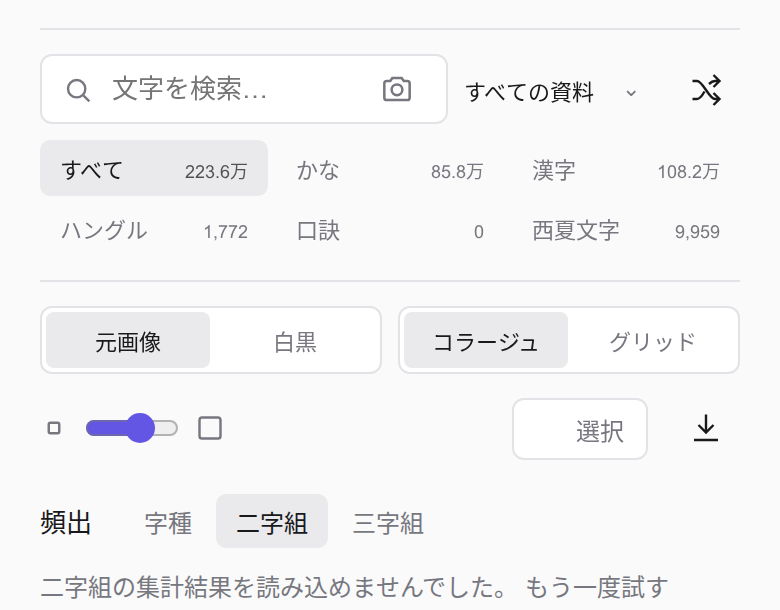 文字を検索… すべての資料
すべて 223.6万 かな 85.8万 漢字 108.2万
ハングル 1,772 口訣 0 西夏文字 9,959
元画像 白黒 コラージュ グリッド
選択
頻出 字種 二字組 三字組
二字組の集計結果を読み込めませんでした。 もう一度試す